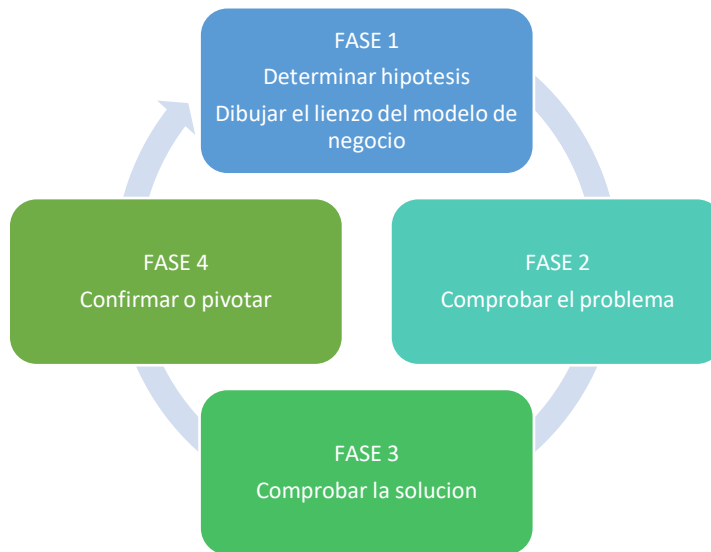 FASE 1
Determinar hipotesis
Dibujar el lienzo del modelo de
negocio
FASE 2
Comprobar el problema
FASE 3
Comprobar la solucion
FASE 4
Confirmar o pivotar